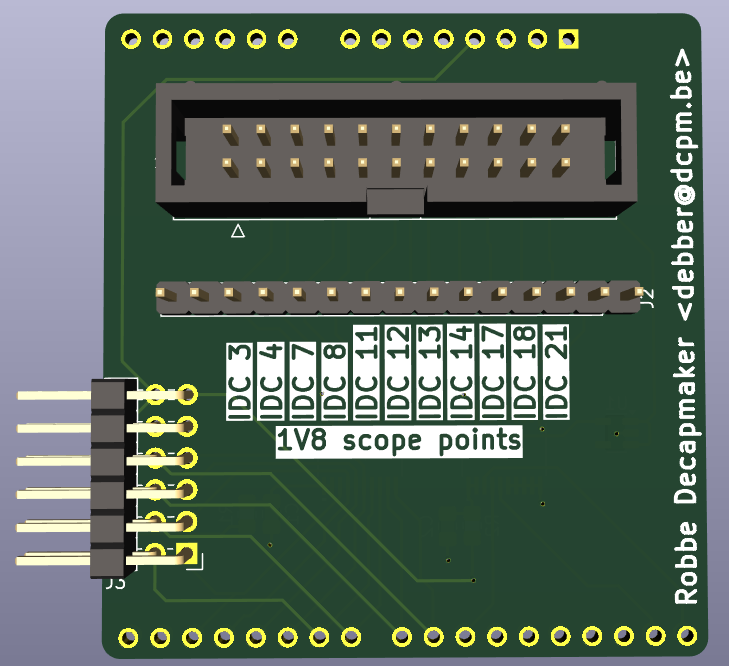 J2
IDC 3
IDC 4
IDC 7
IDC 8
IDC 11
IDC 12
IDC 13
IDC 14
IDC 17
IDC 18
IDC 21
1V8 scope points
J3
Robbe Decapmaker <debber@dcpm.be>